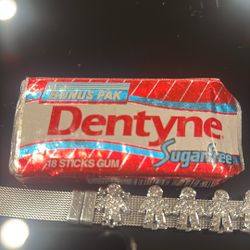 BONUS PAK
Dentyne
Sugarfree
18 STICKS GUM